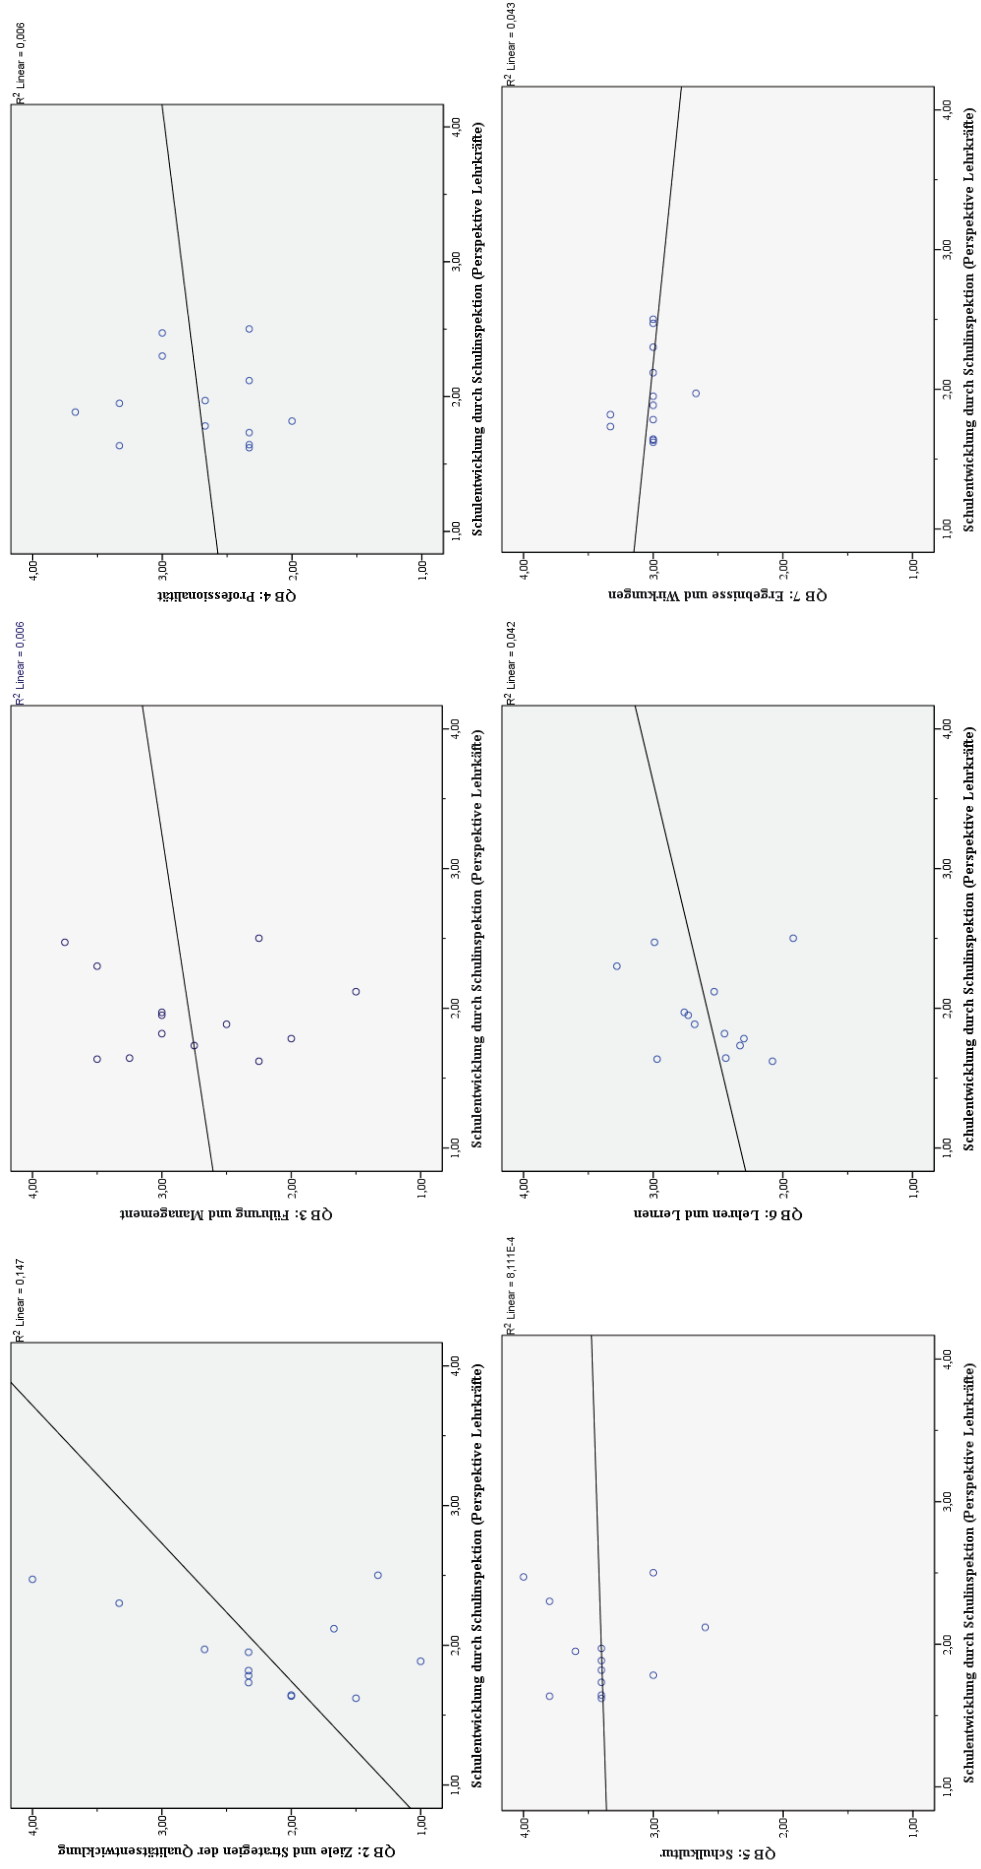 QB 2: Ziele und Strategien der Qualitätsentwicklung
4,00
3,00
2,00
1,00
1,00 2,00 3,00 4,00
Schulentwicklung durch Schulinspektion (Perspektive Lehrkräfte)
R² Linear = 0,147
QB 3: Führung und Management
4,00
3,00
2,00
1,00
1,00 2,00 3,00 4,00
Schulentwicklung durch Schulinspektion (Perspektive Lehrkäfte)
R² Linear = 0,006
QB 4: Professionalität
4,00
3,00
2,00
1,00
1,00 2,00 3,00 4,00
Schulentwicklung durch Schulinspektion (Perspektive Lehrkräfte)
R² Linear = 0,006
QB 5: Schulkultur
4,00
3,00
2,00
1,00
1,00 2,00 3,00 4,00
Schulentwicklung durch Schulinspektion (Perspektive Lehrkräfte)
R² Linear = 8,111E-4
QB 6: Lehren und Lernen
4,00
3,00
2,00
1,00
1,00 2,00 3,00 4,00
Schulentwicklung durch Schulinspektion (Perspektive Lehrkräfte)
R² Linear = 0,042
QB 7: Ergebnisse und Wirkungen
4,00
3,00
2,00
1,00
1,00 2,00 3,00 4,00
Schulentwicklung durch Schulinspektion (Perspektive Lehrkräfte)
R² Linear = 0,043